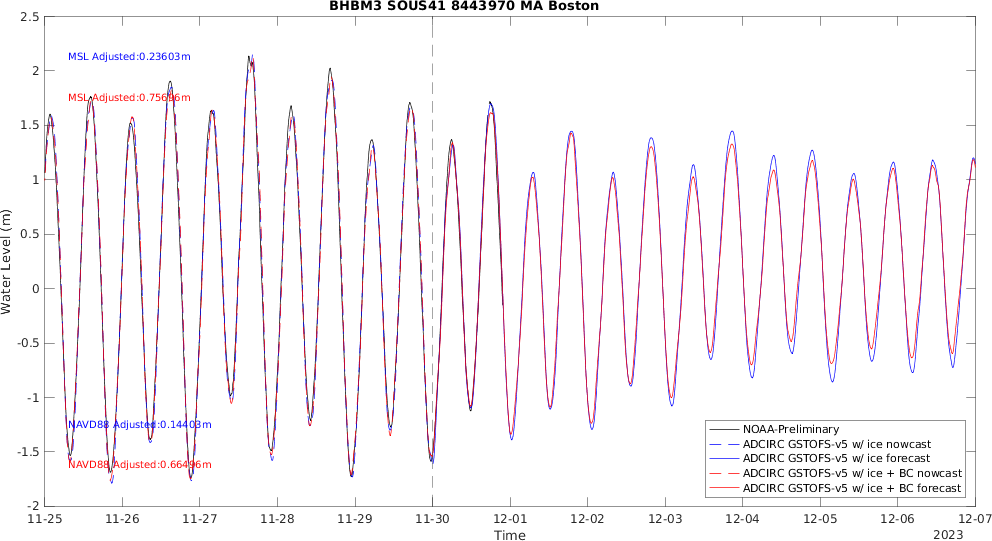 BHBM3 SOUS41 8443970 MA Boston
Water Level (m)
2.5
2
1.5
1
0.5
0
-0.5
-1
-1.5
-2
MSL Adjusted:0.23603m
MSL Adjusted:0.75696m
NAVD88 Adjusted:0.14403m
NAVD88 Adjusted:0.66496m
NOAA-Preliminary
ADCIRC GSTOFS-v5 w/ ice nowcast
ADCIRC GSTOFS-v5 w/ ice forecast
ADCIRC GSTOFS-v5 w/ ice + BC nowcast
ADCIRC GSTOFS-v5 w/ ice + BC forecast
11-25 11-26 11-27 11-28 11-29 11-30 12-01 12-02 12-03 12-04 12-05 12-06 12-07
Time
2023